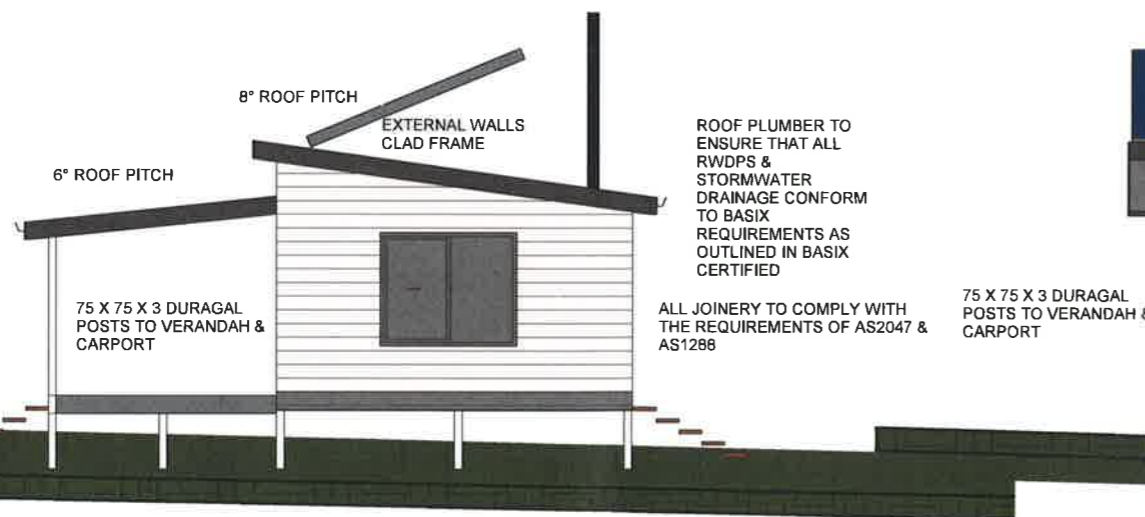 8° ROOF PITCH
EXTERNAL WALLS
CLAD FRAME
6° ROOF PITCH
ROOF PLUMBER TO
ENSURE THAT ALL
RWDPS &
STORMWATER
DRAINAGE CONFORM
TO BASIX
REQUIREMENTS AS
OUTLINED IN BASIX
CERTIFIED
75 X 75 X 3 DURAGAL
POSTS TO VERANDAH &
CARPORT
ALL JOINERY TO COMPLY WITH
THE REQUIREMENTS OF AS2047 &
AS1288
75 X 75 X 3 DURAGAL
POSTS TO VERANDAH &
CARPORT